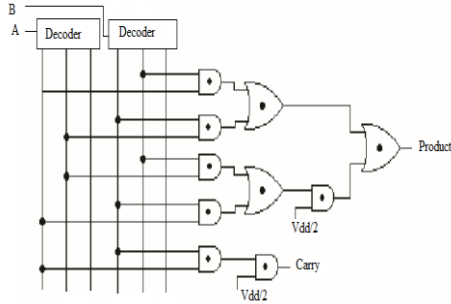 B
A
Decoder
Decoder
Product
Vdd/2
Carry
Vdd/2